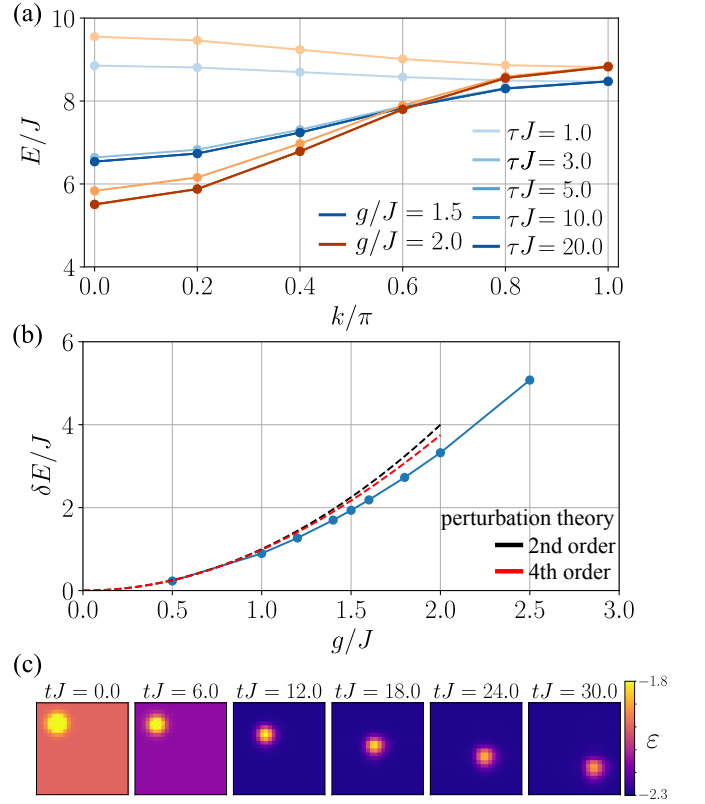 (a)
10
8
6
4
E/J
τJ = 1.0
τJ = 3.0
τJ = 5.0
τJ = 10.0
τJ = 20.0
g/J = 1.5
g/J = 2.0
0.0 0.2 0.4 0.6 0.8 1.0
k/π
(b)
6
4
2
0
δE/J
perturbation theory
2nd order
4th order
0.0 0.5 1.0 1.5 2.0 2.5 3.0
g/J
(c)
tJ = 0.0 tJ = 6.0 tJ = 12.0 tJ = 18.0 tJ = 24.0 tJ = 30.0
−1.8
ε
−2.3